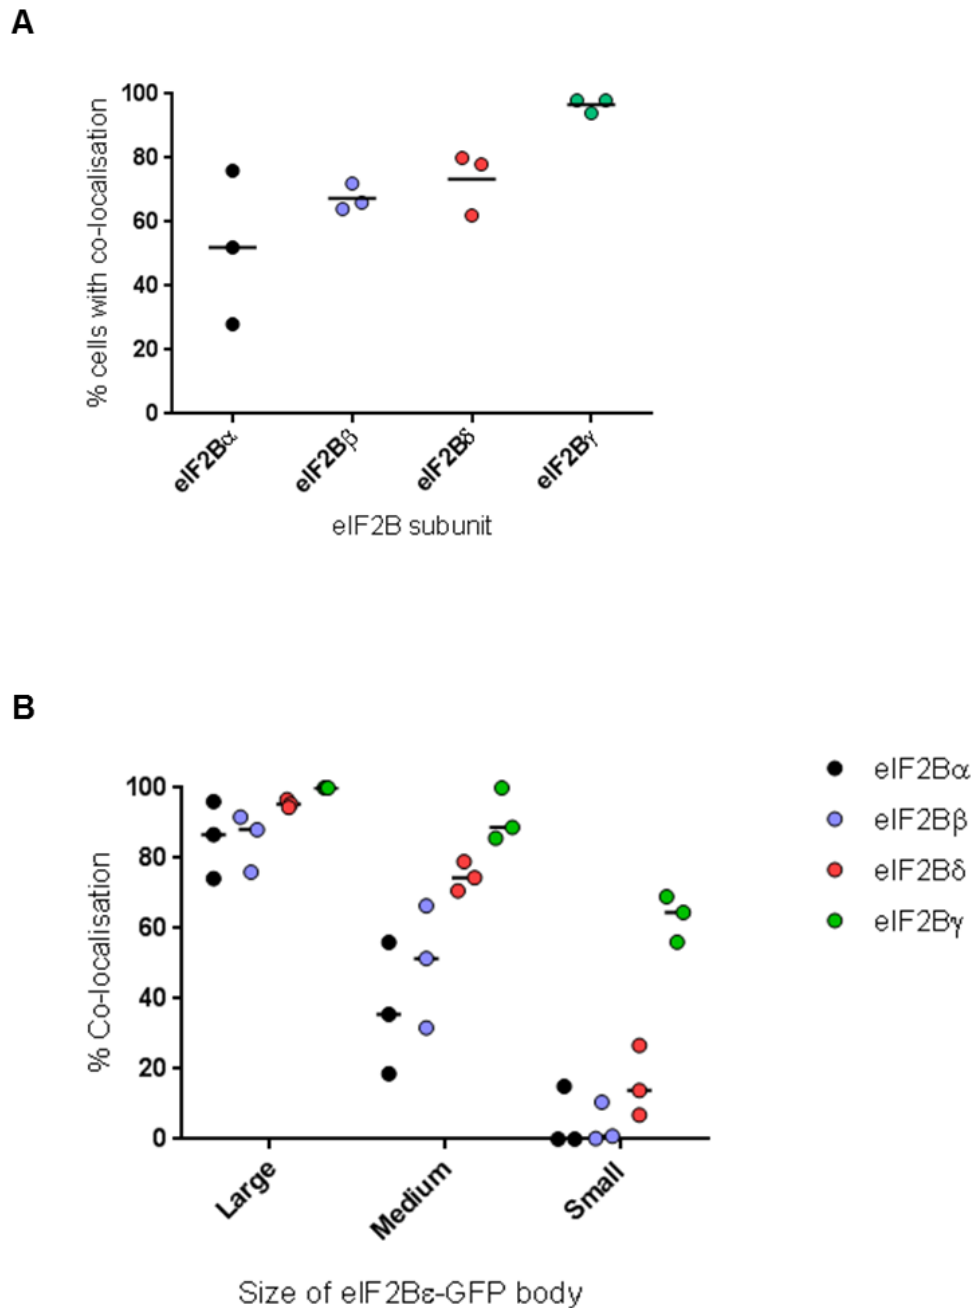 A
100
80
60
40
20
0
% cells with co-localisation
eIF2Bα
eIF2Bβ
eIF2Bδ
eIF2Bγ
eIF2B subunit
B
100
80
60
40
20
0
% Co-localisation
Large
Medium
Small
Size of eIF2Bε-GFP body
eIF2Bα
eIF2Bβ
eIF2Bδ
eIF2Bγ